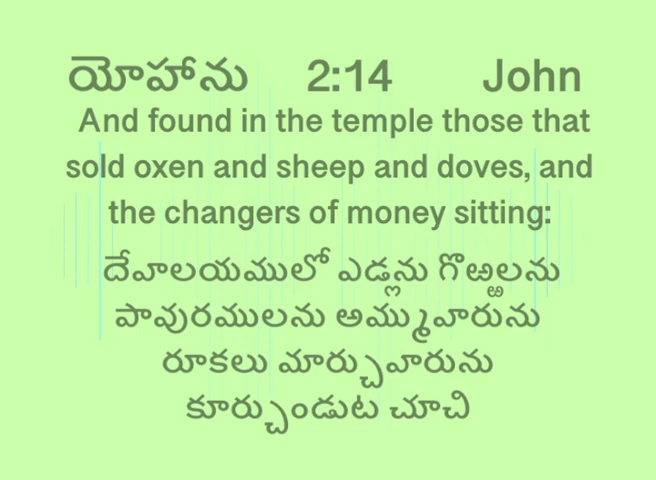 యోహాను 2:14 John
And found in the temple those that
sold oxen and sheep and doves, and
the changers of money sitting:
దేవాలయములో ఎడ్లను గొఱ్ఱలను
పావురములను అమ్మువారును
రూకలు మార్చువారును
కూర్చుండుట చూచి